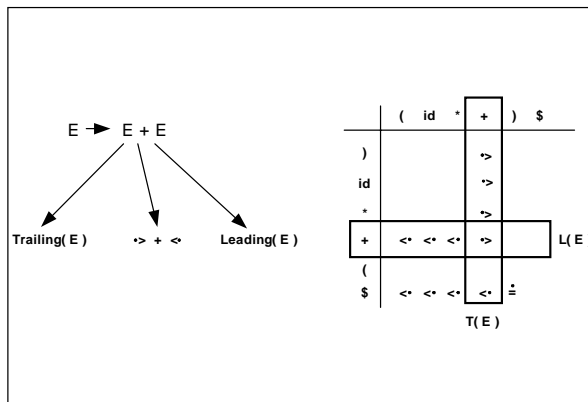 E E + E
Trailing( E ) •> + <• Leading( E )
( id * + ) $
) •>
id •>
* •>
+ <• <• <• •> L( E
(
$ <• <• <• <• ≐
T( E )